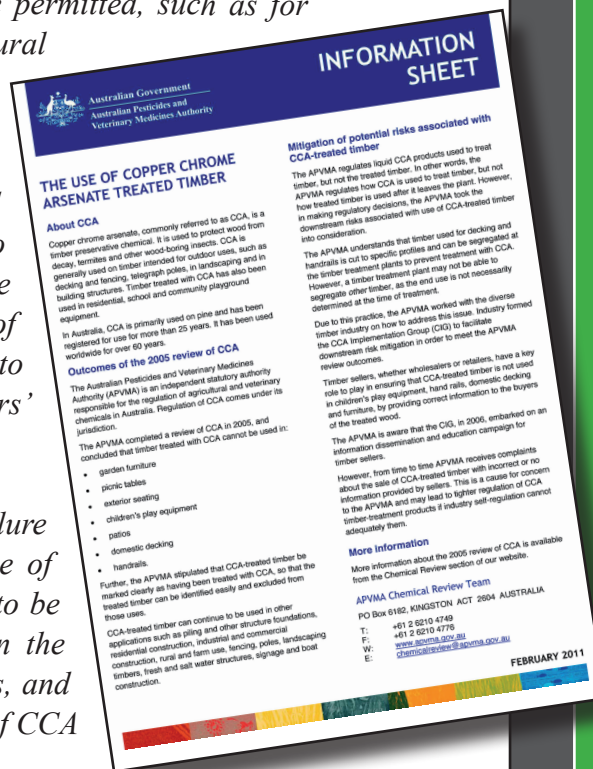 permitted, such as for
ural
of
to
rs'
lure
of
to be
the
s, and
of CCA
Australian Government
Australian Pesticides and
Veterinary Medicines Authority
INFORMATION
SHEET
THE USE OF COPPER CHROME
ARSENATE TREATED TIMBER
About CCA
Copper chrome arsenate, commonly referred to as CCA, is a
timber preservative chemical. It is used to protect wood from
decay, termites and other wood-boring insects. CCA is
generally used on timber intended for outdoor uses, such as
decking and fencing, telegraph poles, in landscaping and in
building structures. Timber treated with CCA has also been
used in residential, school and community playground
equipment.
In Australia, CCA is primarily used on pine and has been
registered for use for more than 25 years. It has been used
worldwide for over 60 years.
Outcomes of the 2005 review of CCA
The Australian Pesticides and Veterinary Medicines
Authority (APVMA) is an independent statutory authority
responsible for the regulation of agricultural and veterinary
chemicals in Australia. Regulation of CCA comes under its
jurisdiction.
The APVMA completed a review of CCA in 2005, and
concluded that timber treated with CCA cannot be used in:
• garden furniture
• picnic tables
• exterior seating
• children's play equipment
• patios
• domestic decking
• handrails.
Further, the APVMA stipulated that CCA-treated timber be
marked clearly as having been treated with CCA, so that the
treated timber can be identified easily and excluded from
those uses.
CCA-treated timber can continue to be used in other
applications such as piling and other structure foundations,
residential construction, industrial and commercial
construction, rural and farm use, fencing, poles, landscaping
timbers, fresh and salt water structures, signage and boat
construction.
Mitigation of potential risks associated with
CCA-treated timber
The APVMA regulates liquid CCA products used to treat
timber, but not the treated timber. In other words, the
APVMA regulates how CCA is used to treat timber, but not
how treated timber is used after it leaves the plant. However,
in making regulatory decisions, the APVMA took the
downstream risks associated with use of CCA-treated timber
into consideration.
The APVMA understands that timber used for decking and
handrails is cut to specific profiles and can be segregated at
the timber treatment plants to prevent treatment with CCA.
However, a timber treatment plant may not be able to
segregate other timber, as the end use is not necessarily
determined at the time of treatment.
Due to this practice, the APVMA worked with the diverse
timber industry on how to address this issue. Industry formed
the CCA Implementation Group (CIG) to facilitate
downstream risk mitigation in order to meet the APVMA
review outcomes.
Timber sellers, whether wholesalers or retailers, have a key
role to play in ensuring that CCA-treated timber is not used
in children's play equipment, hand rails, domestic decking
and furniture, by providing correct information to the buyers
of the treated wood.
The APVMA is aware that the CIG, in 2006, embarked on an
information dissemination and education campaign for
timber sellers.
However, from time to time APVMA receives complaints
about the sale of CCA-treated timber with incorrect or no
information provided by sellers. This is a cause for concern
to the APVMA and may lead to tighter regulation of CCA
timber-treatment products if industry self-regulation cannot
adequately them.
More information
More information about the 2005 review of CCA is available
from the Chemical Review section of our website.
APVMA Chemical Review Team
PO Box 6182, KINGSTON ACT 2604 AUSTRALIA
T: +61 2 6210 4749
F: +61 2 6210 4776
W: www.apvma.gov.au
E: chemicalreview@apvma.gov.au
FEBRUARY 2011